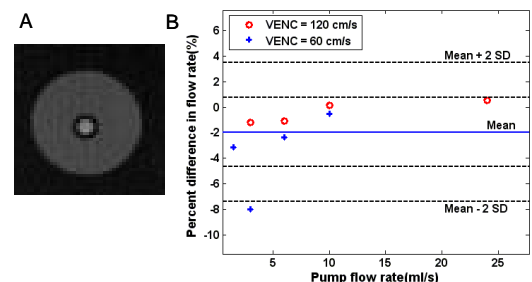 A
B
VENC = 120 cm/s
VENC = 60 cm/s
Mean + 2 SD
Mean
Mean - 2 SD
Percent difference in flow rate(%)
6
4
2
0
-2
-4
-6
-8
-10
5
10
15
20
25
Pump flow rate(ml/s)